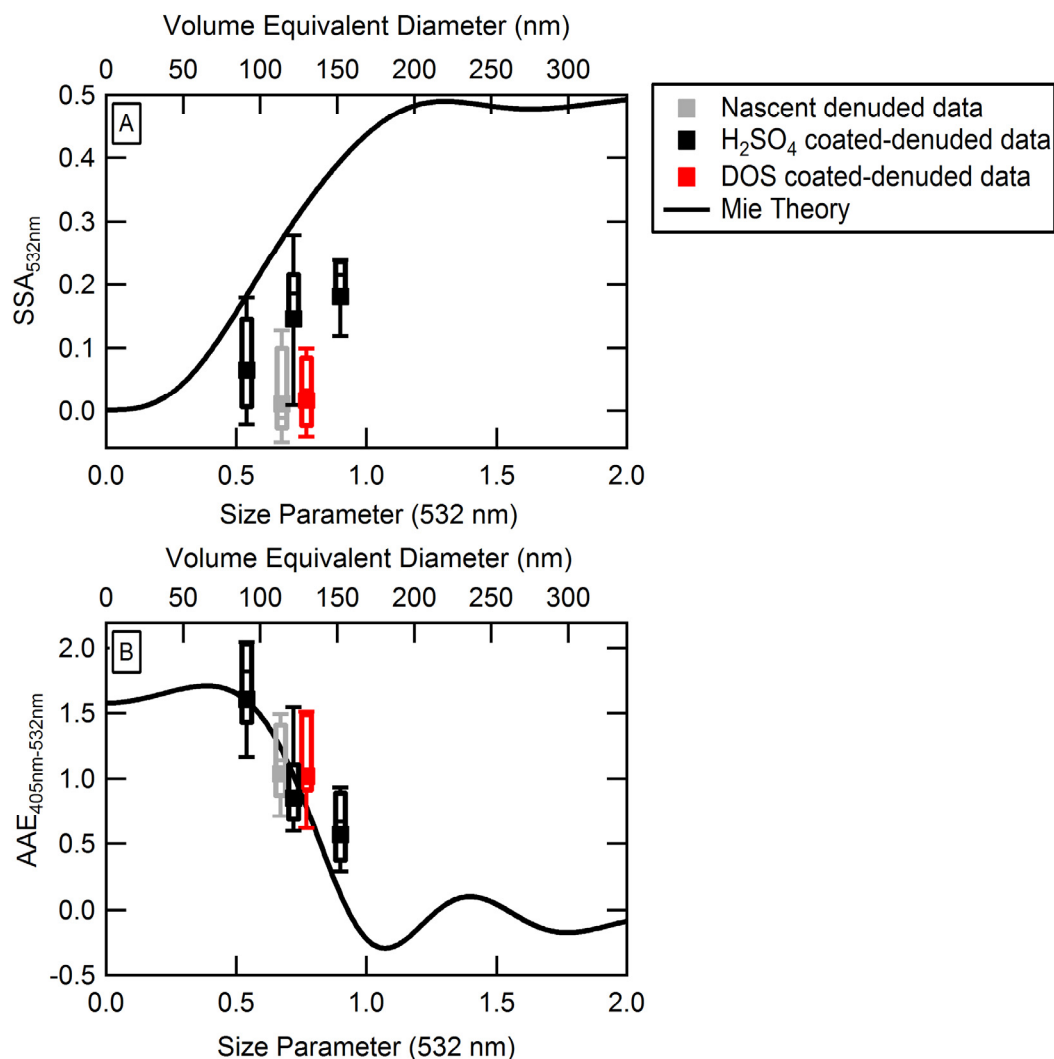 Volume Equivalent Diameter (nm)
0 50 100 150 200 250 300
A
0.5
0.4
0.3
0.2
0.1
0.0
SSA532nm
0.0 0.5 1.0 1.5 2.0
Size Parameter (532 nm)
Nascent denuded data
H2SO4 coated-denuded data
DOS coated-denuded data
Mie Theory
Volume Equivalent Diameter (nm)
0 50 100 150 200 250 300
B
2.0
1.5
1.0
0.5
0.0
-0.5
AAE405nm-532nm
0.0 0.5 1.0 1.5 2.0
Size Parameter (532 nm)